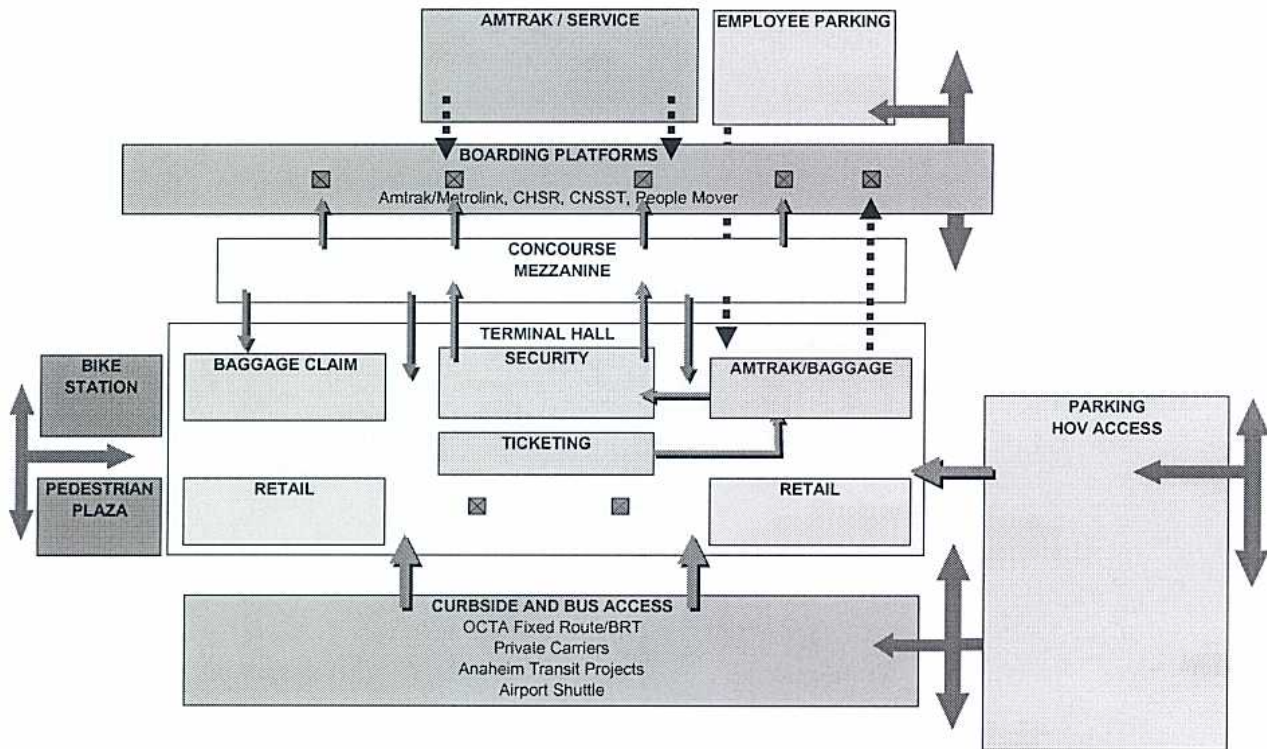 AMTRAK / SERVICE
EMPLOYEE PARKING
BOARDING PLATFORMS
Amtrak/Metrolink, CHSR, CNSST, People Mover
CONCOURSE
MEZZANINE
TERMINAL HALL
BIKE
STATION
BAGGAGE CLAIM
SECURITY
AMTRAK/BAGGAGE
PARKING
HOV ACCESS
TICKETING
PEDESTRIAN
PLAZA
RETAIL
RETAIL
CURBSIDE AND BUS ACCESS
OCTA Fixed Route/BRT
Private Carriers
Anaheim Transit Projects
Airport Shuttle